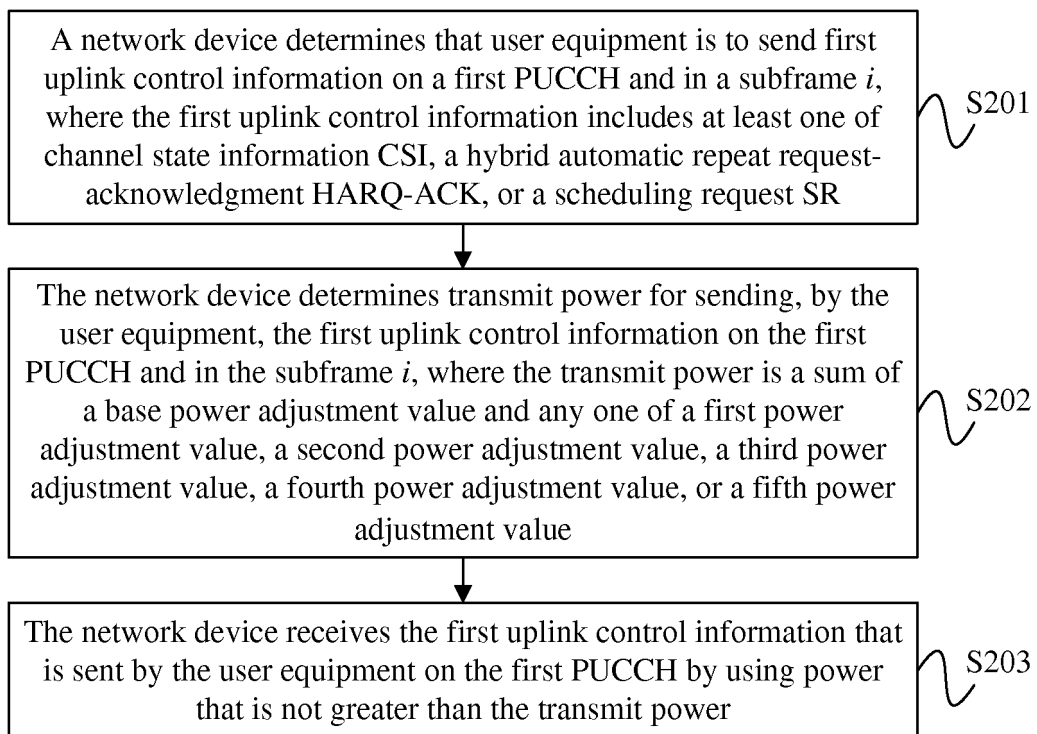 A network device determines that user equipment is to send first
uplink control information on a first PUCCH and in a subframe i,
where the first uplink control information includes at least one of
channel state information CSI, a hybrid automatic repeat request-
acknowledgment HARQ-ACK, or a scheduling request SR
S201
The network device determines transmit power for sending, by the
user equipment, the first uplink control information on the first
PUCCH and in the subframe i, where the transmit power is a sum of
a base power adjustment value and any one of a first power
adjustment value, a second power adjustment value, a third power
adjustment value, a fourth power adjustment value, or a fifth power
adjustment value
S202
The network device receives the first uplink control information that
is sent by the user equipment on the first PUCCH by using power
that is not greater than the transmit power
S203